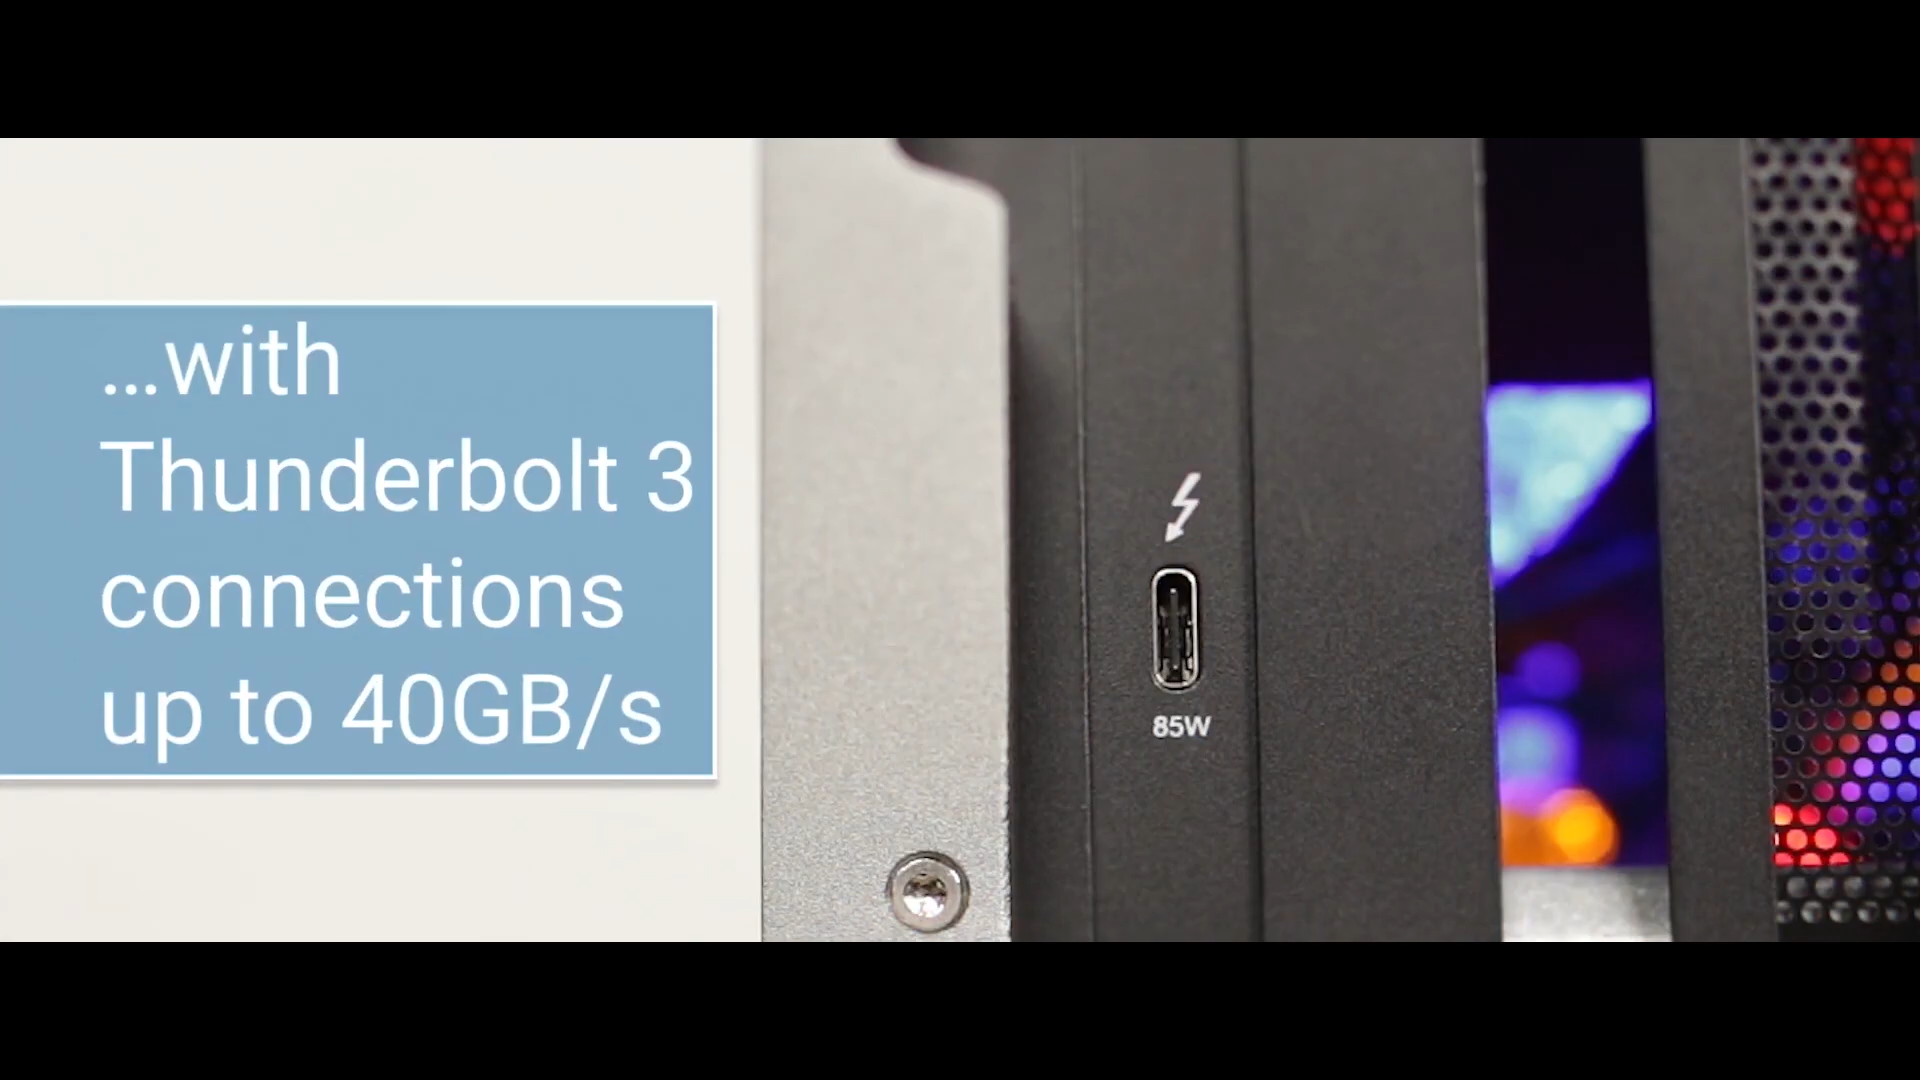 ...with
Thunderbolt 3
connections
up to 40GB/s
85W